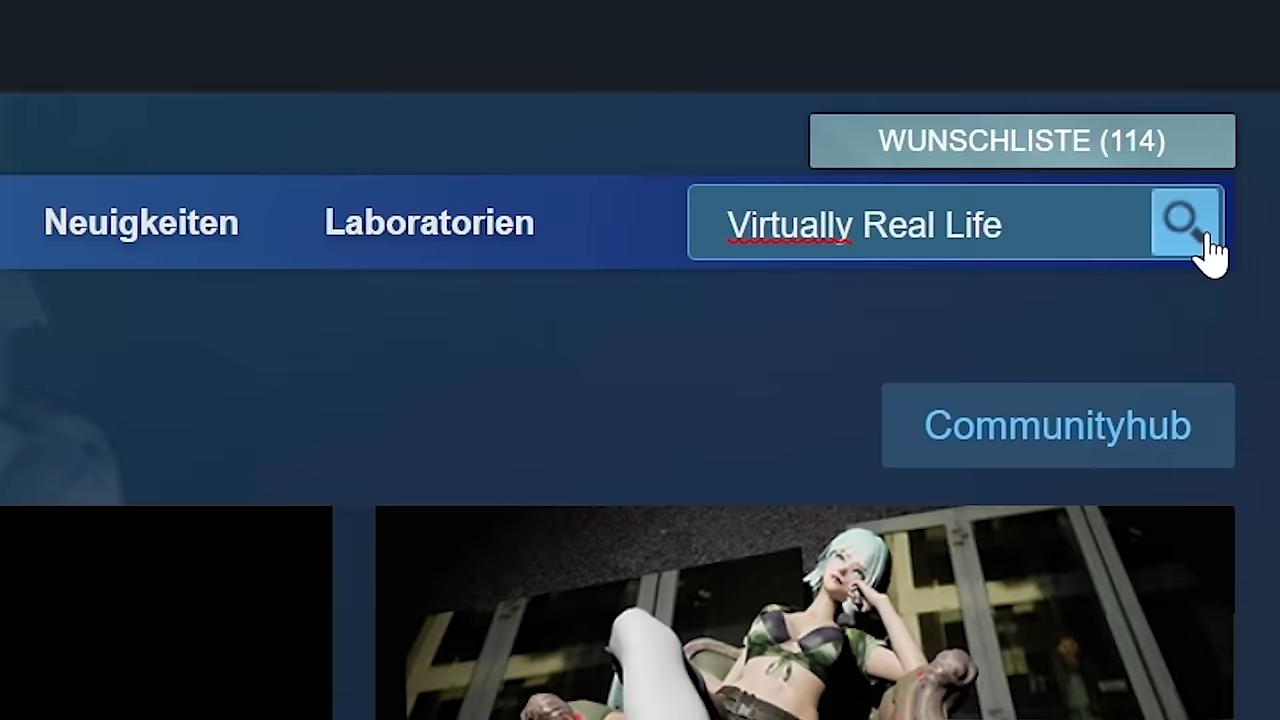 WUNSCHLISTE (114)
Neuigkeiten
Laboratorien
Virtually Real Life
Communityhub